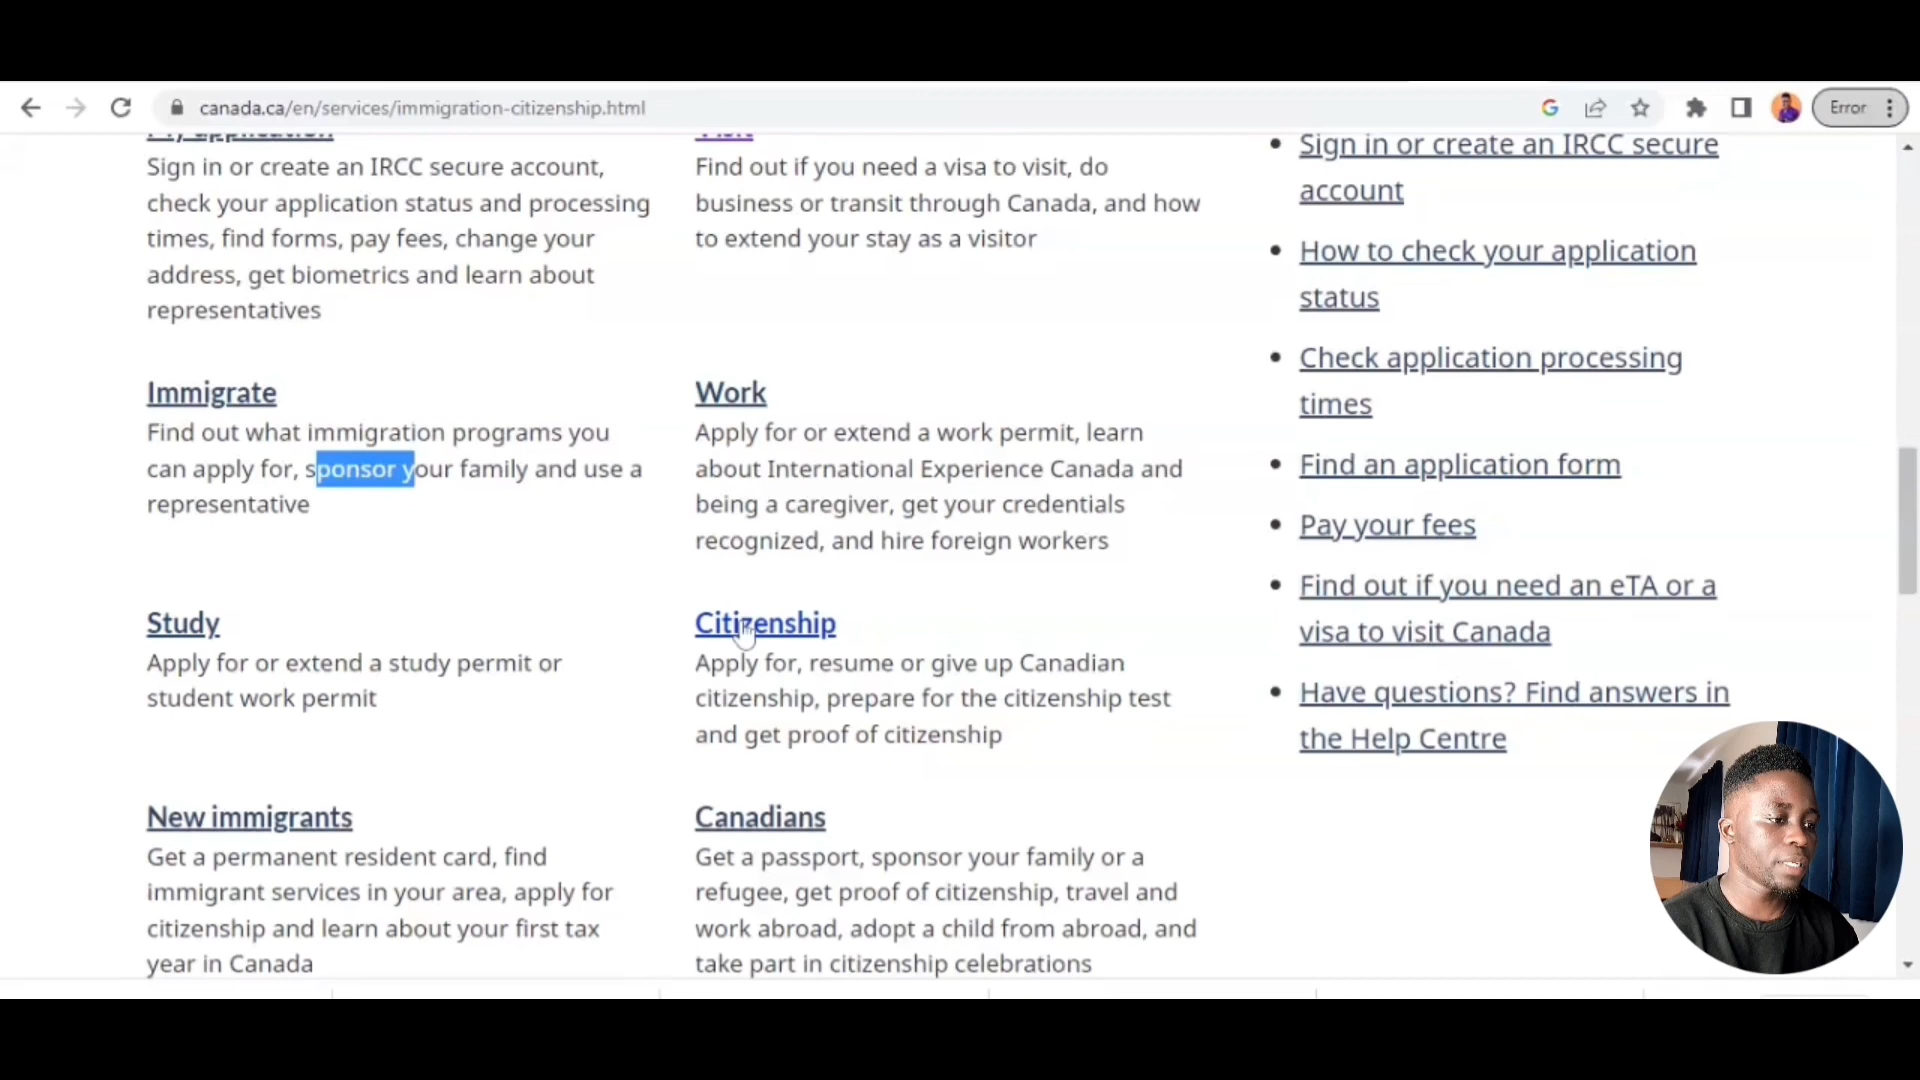 canada.ca/en/services/immigration-citizenship.html
Error
My application
Sign in or create an IRCC secure account,
check your application status and processing
times, find forms, pay fees, change your
address, get biometrics and learn about
representatives
Visit
Find out if you need a visa to visit, do
business or transit through Canada, and how
to extend your stay as a visitor
Immigrate
Find out what immigration programs you
can apply for, sponsor your family and use a
representative
Work
Apply for or extend a work permit, learn
about International Experience Canada and
being a caregiver, get your credentials
recognized, and hire foreign workers
Study
Apply for or extend a study permit or
student work permit
Citizenship
Apply for, resume or give up Canadian
citizenship, prepare for the citizenship test
and get proof of citizenship
New immigrants
Get a permanent resident card, find
immigrant services in your area, apply for
citizenship and learn about your first tax
year in Canada
Canadians
Get a passport, sponsor your family or a
refugee, get proof of citizenship, travel and
work abroad, adopt a child from abroad, and
take part in citizenship celebrations
Sign in or create an IRCC secure
account
How to check your application
status
Check application processing
times
Find an application form
Pay your fees
Find out if you need an eTA or a
visa to visit Canada
Have questions? Find answers in
the Help Centre